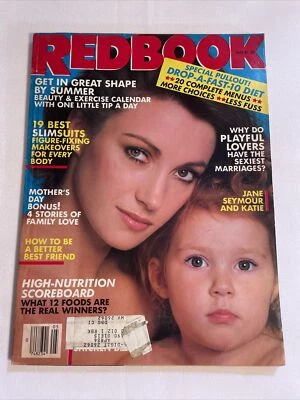 REDBOOK
SPECIAL PULLOUT!
DROP-A-FAST-10 DIET
★★20 COMPLETE MENUS★★
MORE CHOICES★★LESS FUSS
GET IN GREAT SHAPE
BY SUMMER
BEAUTY & EXERCISE CALENDAR
WITH ONE LITTLE TIP A DAY
19 BEST
SLIMSUITS
FIGURE-FIXING
MAKEOVERS
FOR EVERY
BODY
WHY DO
PLAYFUL
LOVERS
HAVE THE
SEXIEST
MARRIAGES?
MOTHER'S
DAY
BONUS!
4 STORIES OF
FAMILY LOVE
JANE
SEYMOUR
AND KATIE
HOW TO BE
A BETTER
BEST FRIEND
HIGH-NUTRITION
SCOREBOARD
WHAT 12 FOODS ARE
THE REAL WINNERS?